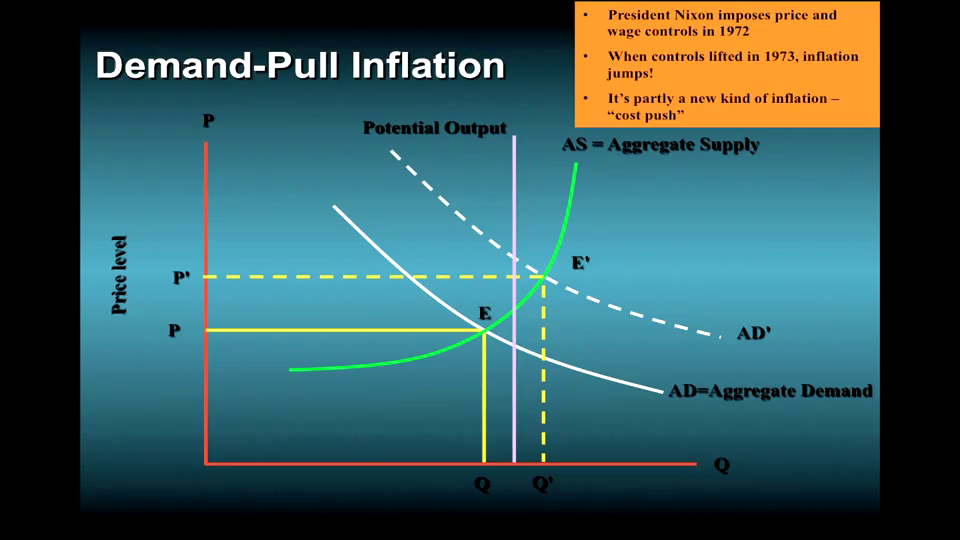 • President Nixon imposes price and
wage controls in 1972
• When controls lifted in 1973, inflation
jumps!
• It’s partly a new kind of inflation –
“cost push”
Demand-Pull Inflation
P
Potential Output
AS = Aggregate Supply
Price level
P'
E'
P
E
AD'
AD=Aggregate Demand
Q
Q
Q'